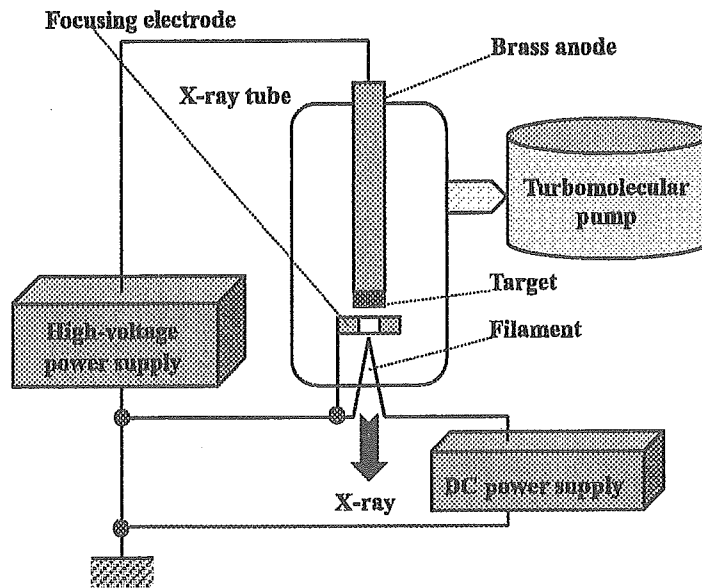 Focusing electrode
Brass anode
X-ray tube
Turbomolecular
pump
Target
High-voltage
power supply
Filament
DC power supply
X-ray